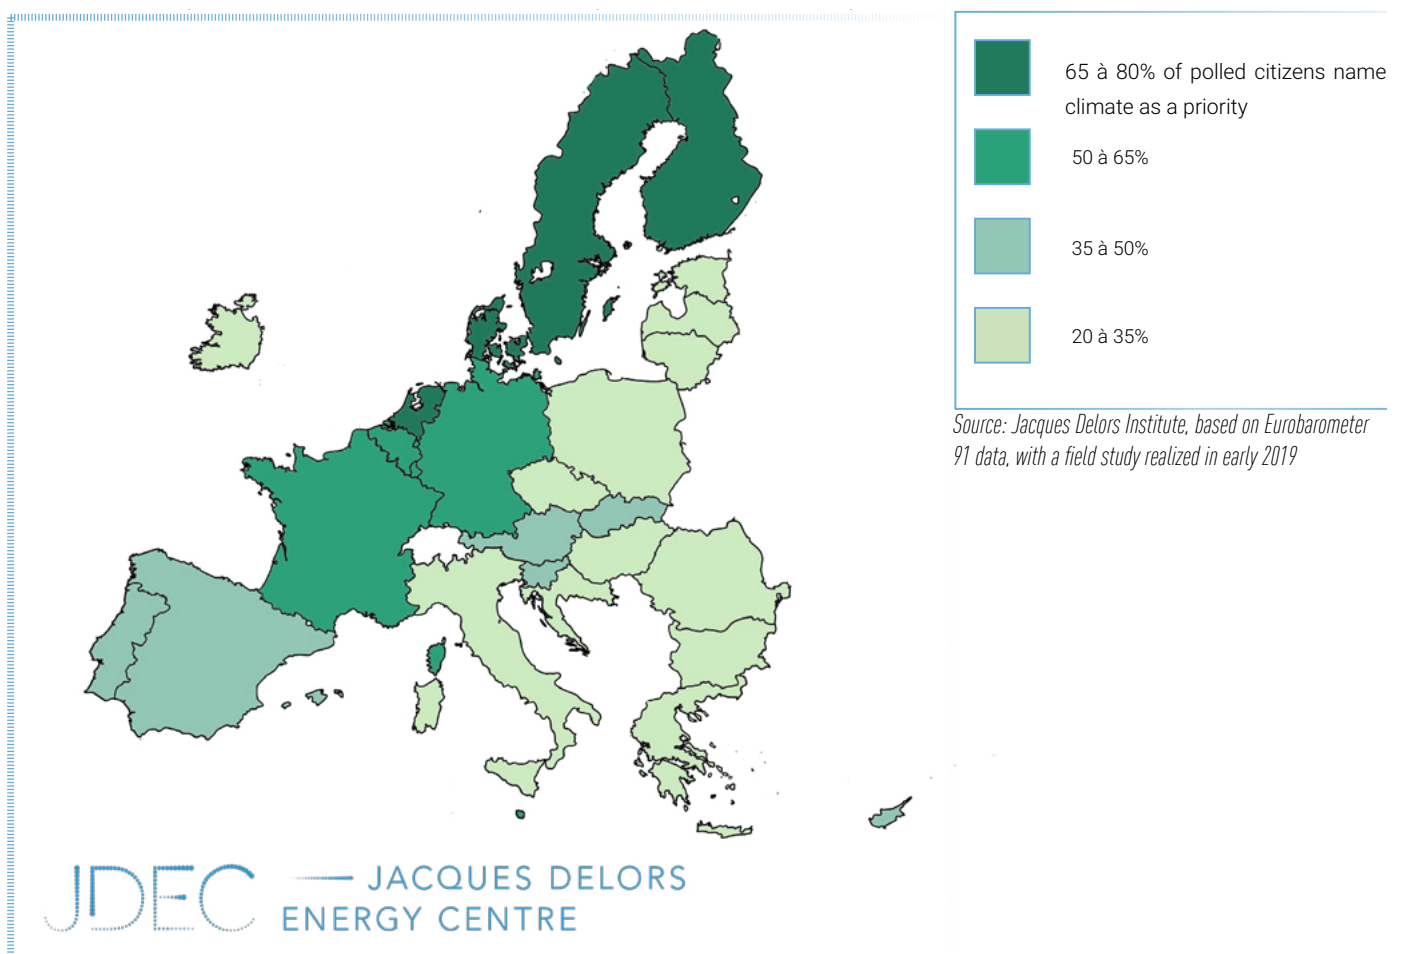 65 à 80% of polled citizens name
climate as a priority
50 à 65%
35 à 50%
20 à 35%
Source: Jacques Delors Institute, based on Eurobarometer
91 data, with a field study realized in early 2019
JDEC
JACQUES DELORS
ENERGY CENTRE